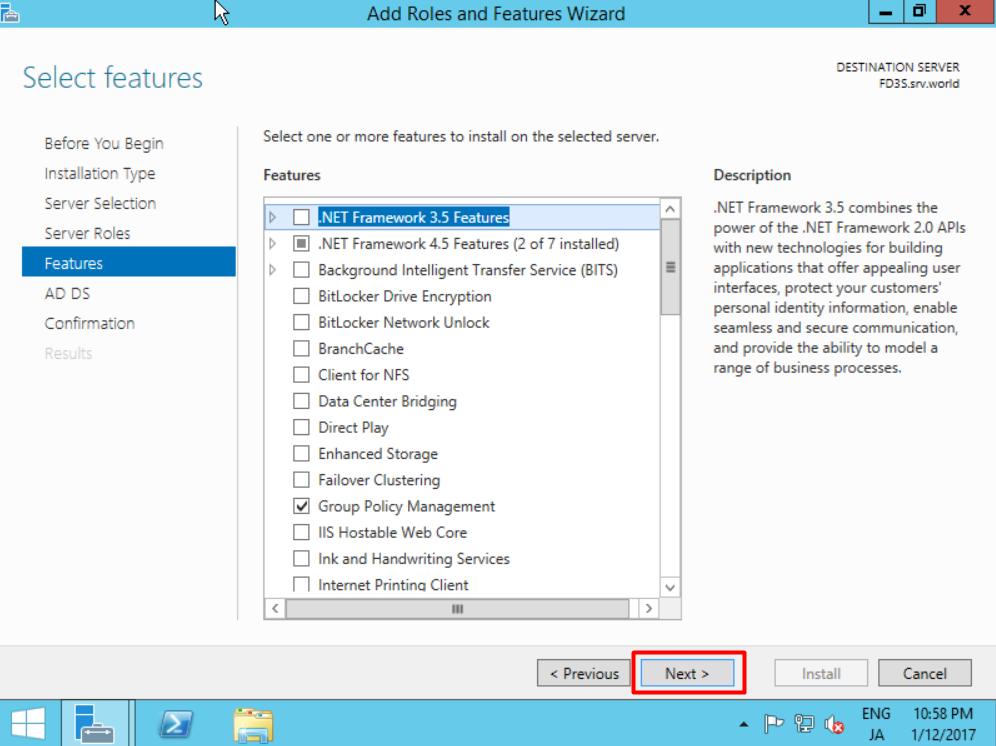 Add Roles and Features Wizard
Select features
DESTINATION SERVER
FD3S.srv.world
Before You Begin
Installation Type
Server Selection
Server Roles
Features
AD DS
Confirmation
Results
Select one or more features to install on the selected server.
Features
.NET Framework 3.5 Features
.NET Framework 4.5 Features (2 of 7 installed)
Background Intelligent Transfer Service (BITS)
BitLocker Drive Encryption
BitLocker Network Unlock
BranchCache
Client for NFS
Data Center Bridging
Direct Play
Enhanced Storage
Failover Clustering
Group Policy Management
IIS Hostable Web Core
Ink and Handwriting Services
Internet Printing Client
Description
.NET Framework 3.5 combines the
power of the .NET Framework 2.0 APIs
with new technologies for building
applications that offer appealing user
interfaces, protect your customers'
personal identity information, enable
seamless and secure communication,
and provide the ability to model a
range of business processes.
< Previous
Next >
Install
Cancel
ENG
JA
10:58 PM
1/12/2017